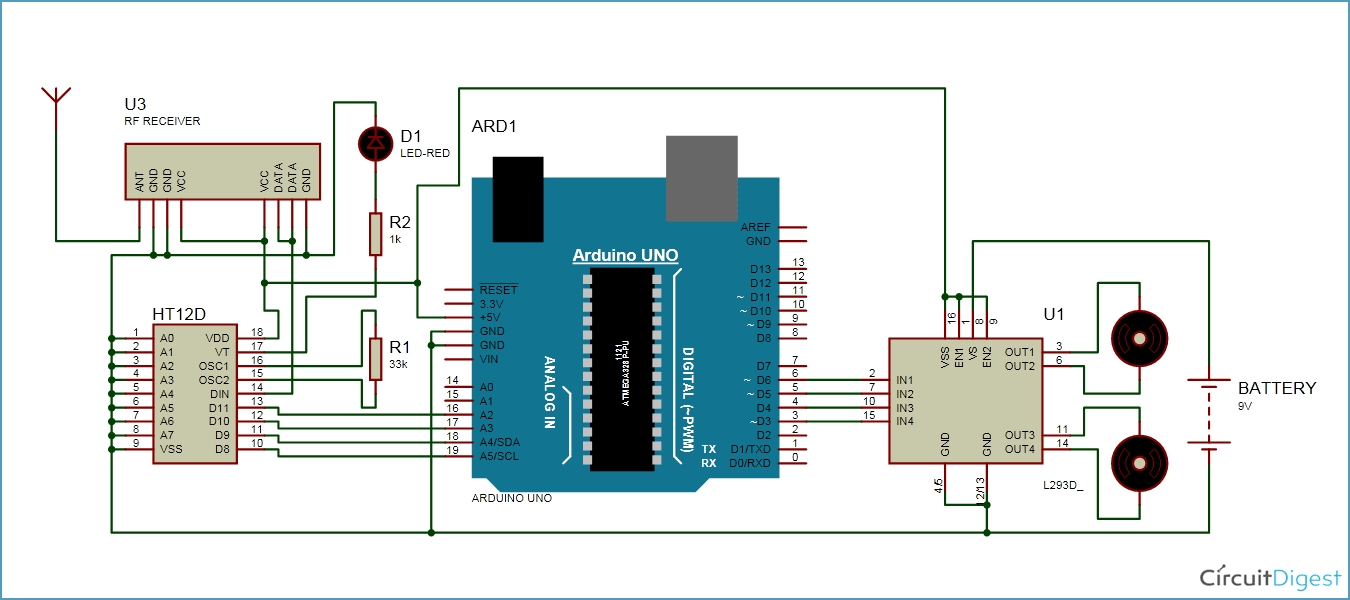 U3
RF RECEIVER
ANT
GND
GND
VCC
VCC
DATA
DATA
GND
D1
LED-RED
R2
1k
HT12D
1 A0
2 A1
3 A2
4 A3
5 A4
6 A5
7 A6
8 A7
9 VSS
VDD 18
VT 17
OSC1 16
OSC2 15
DIN 14
D11 13
D10 12
D9 11
D8 10
R1
33k
ARD1
Arduino UNO
RESET
3.3V
+5V
GND
GND
VIN
14 A0
15 A1
16 A2
17 A3
18 A4/SDA
19 A5/SCL
ANALOG IN
1121
ATMEGA328 P-PU
DIGITAL (~PWM)
AREF
GND
D13 13
D12 12
~ D11 11
~ D10 10
~ D9 9
D8 8
D7 7
~ D6 6
~ D5 5
D4 4
~D3 3
D2 2
TX D1/TXD 1
RX D0/RXD 0
ARDUINO UNO
U1
16
1
8
9
VSS
EN1
VS
EN2
2 IN1
7 IN2
10 IN3
15 IN4
OUT1 3
OUT2 6
OUT3 11
OUT4 14
GND
GND
4/5
12/13
L293D_
BATTERY
9V
CircuitDigest